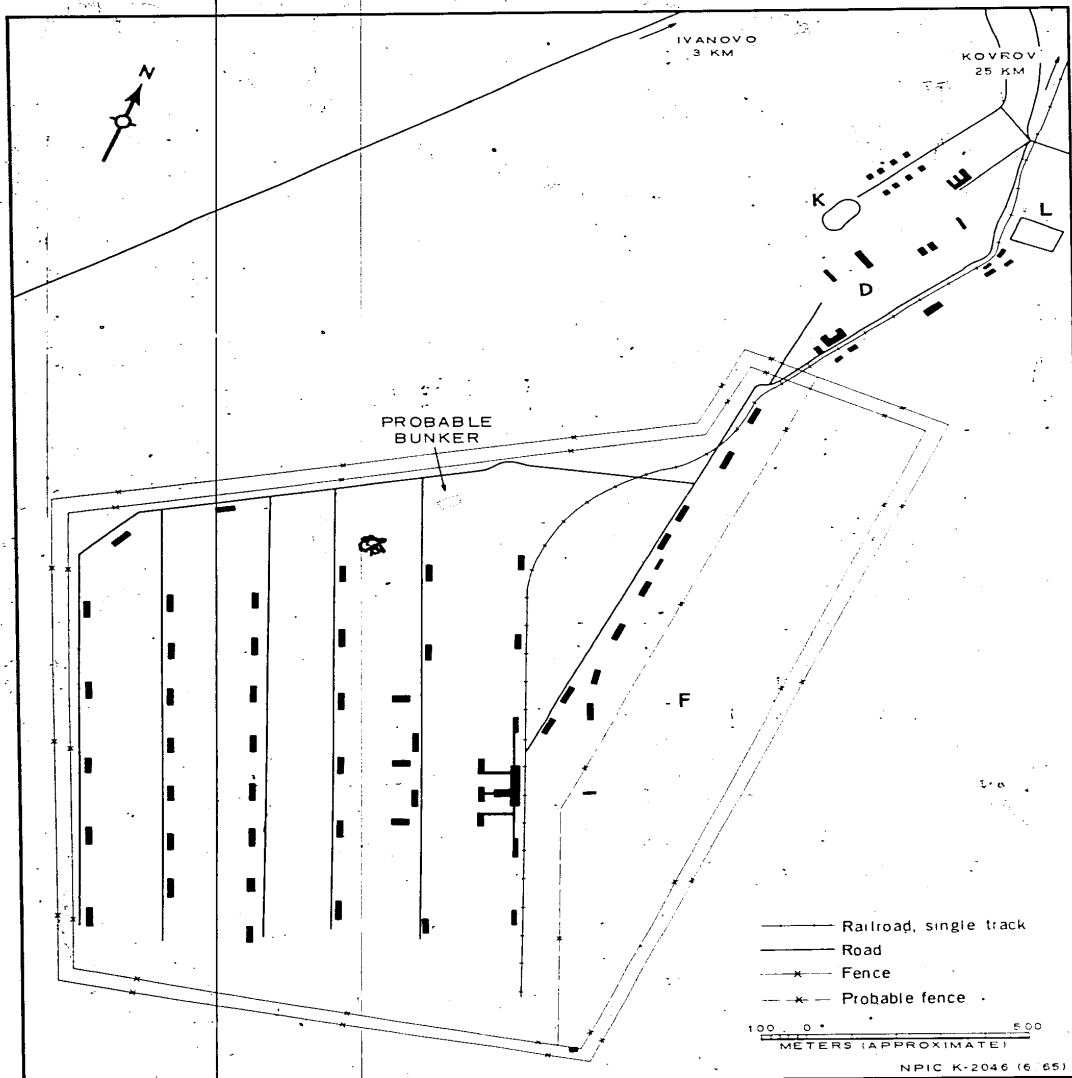 IVANOVO
3 KM
KOVROV
25 KM
N
K
L
D
PROBABLE
BUNKER
F
Railroad, single track
Road
Fence
Probable fence
100 0 500
METERS (APPROXIMATE)
NPIC K-2046 (6/65)